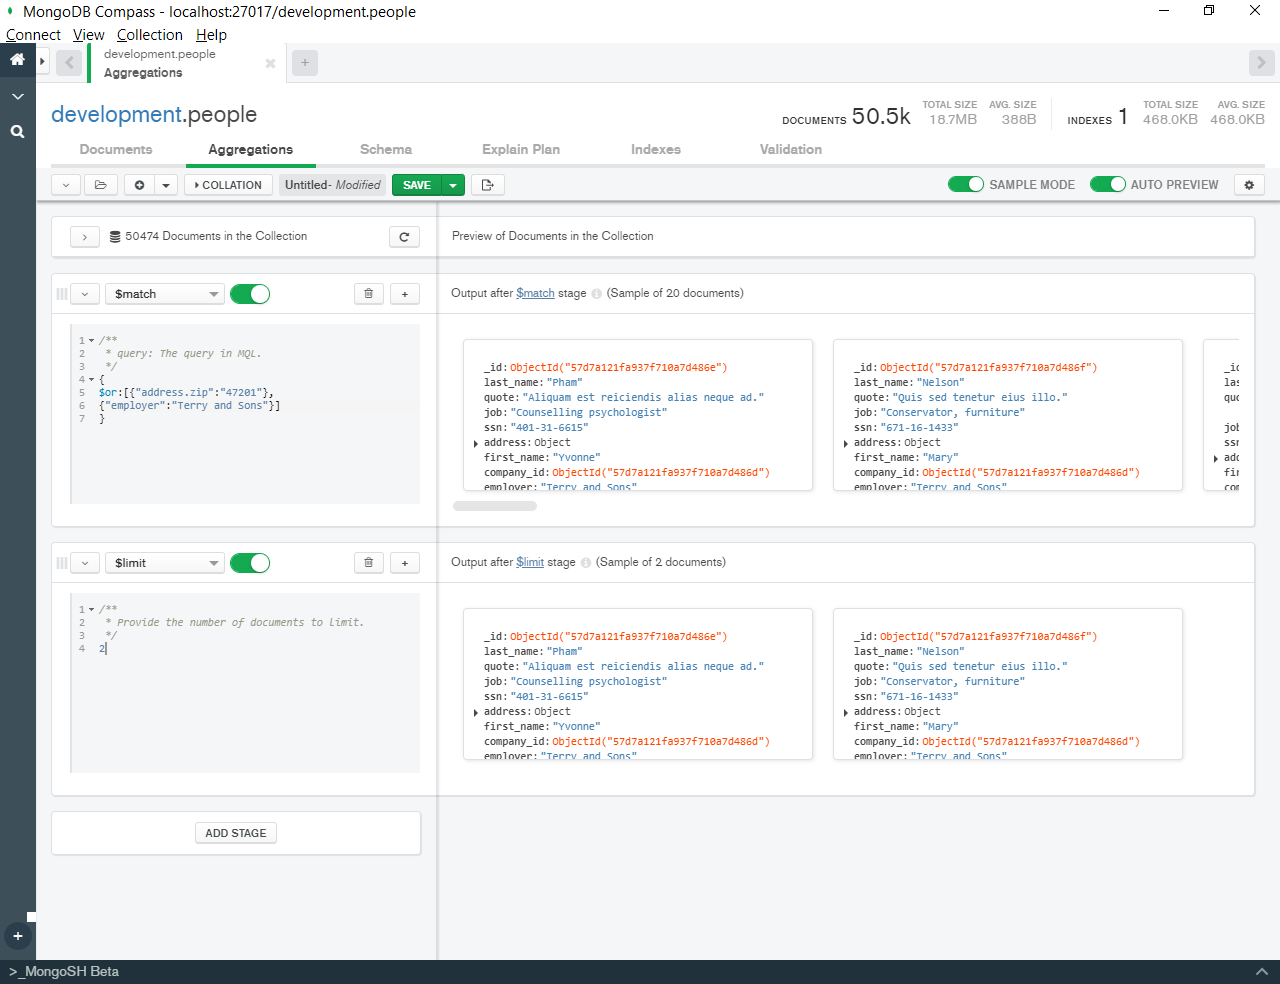 MongoDB Compass - localhost:27017/development.people
Connect View Collection Help
development.people
Aggregations
development.people
DOCUMENTS 50.5k
TOTAL SIZE
18.7MB
AVG. SIZE
388B
INDEXES 1
TOTAL SIZE
468.0KB
AVG. SIZE
468.0KB
Documents Aggregations Schema Explain Plan Indexes Validation
COLLATION Untitled- Modified SAVE SAMPLE MODE AUTO PREVIEW
50474 Documents in the Collection
Preview of Documents in the Collection
$match
Output after $match stage (Sample of 20 documents)
1 /**
2 * query: The query in MQL.
3 */
4 {
5 $or:[{"address.zip":"47201"},
6 {"employer":"Terry and Sons"}]
7 }
_id: ObjectId("57d7a121fa937f710a7d486e")
last_name: "Pham"
quote: "Aliquam est reiciendis alias neque ad."
job: "Counselling psychologist"
ssn: "401-31-6615"
address: Object
first_name: "Yvonne"
company_id: ObjectId("57d7a121fa937f710a7d486d")
employer: "Terry and Sons"
_id: ObjectId("57d7a121fa937f710a7d486f")
last_name: "Nelson"
quote: "Quis sed tenetur eius illo."
job: "Conservator, furniture"
ssn: "671-16-1433"
address: Object
first_name: "Mary"
company_id: ObjectId("57d7a121fa937f710a7d486d")
employer: "Terry and Sons"
$limit
Output after $limit stage (Sample of 2 documents)
1 /**
2 * Provide the number of documents to limit.
3 */
4 2
_id: ObjectId("57d7a121fa937f710a7d486e")
last_name: "Pham"
quote: "Aliquam est reiciendis alias neque ad."
job: "Counselling psychologist"
ssn: "401-31-6615"
address: Object
first_name: "Yvonne"
company_id: ObjectId("57d7a121fa937f710a7d486d")
employer: "Terry and Sons"
_id: ObjectId("57d7a121fa937f710a7d486f")
last_name: "Nelson"
quote: "Quis sed tenetur eius illo."
job: "Conservator, furniture"
ssn: "671-16-1433"
address: Object
first_name: "Mary"
company_id: ObjectId("57d7a121fa937f710a7d486d")
employer: "Terry and Sons"
ADD STAGE
>_MongoSH Beta